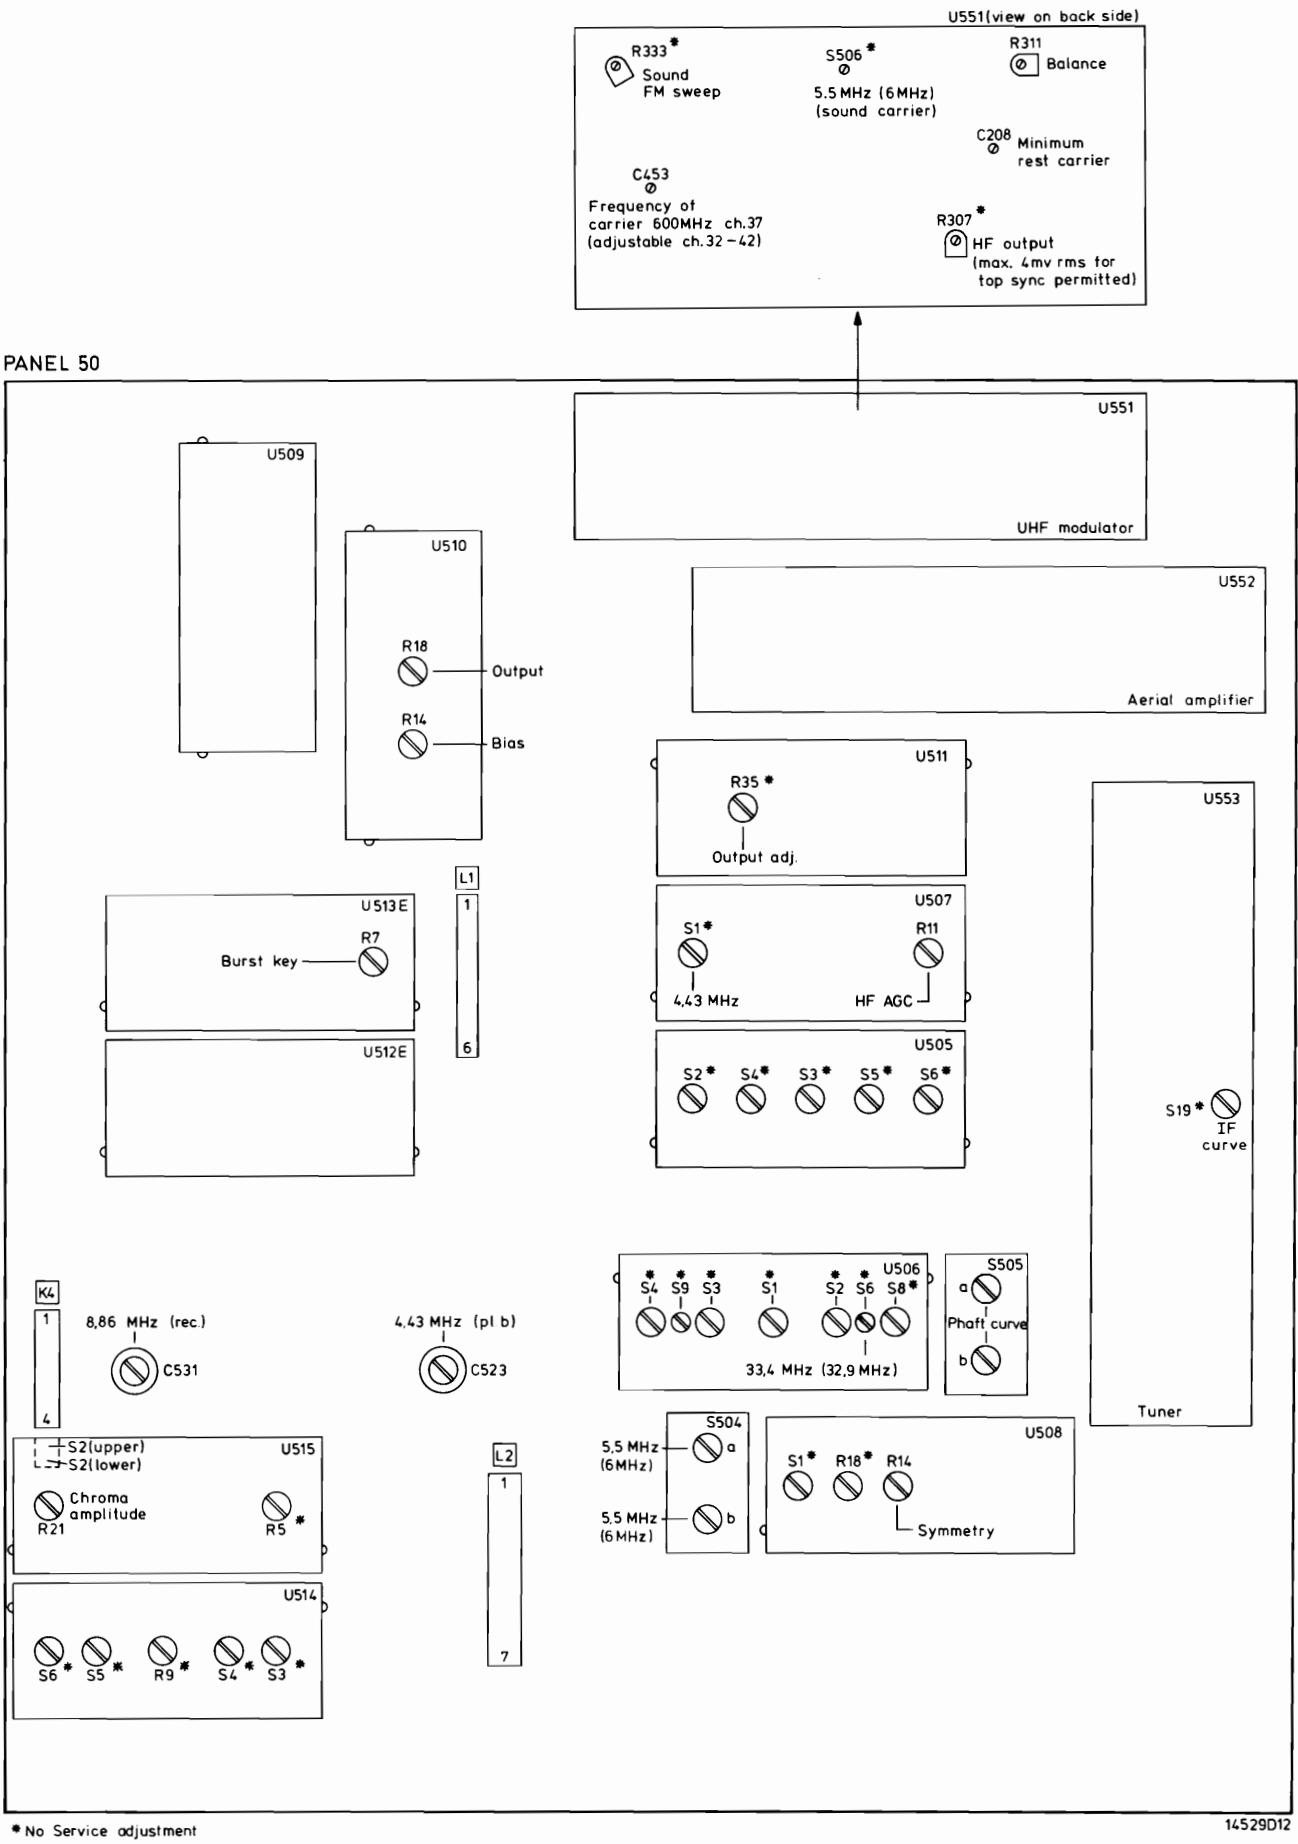 U551(view on back side)
R333*
Sound
FM sweep
S506*
5.5MHz (6MHz)
(sound carrier)
R311
Balance
C208
Minimum
rest carrier
C453
Frequency of
carrier 600MHz ch.37
(adjustable ch.32-42)
R307*
HF output
(max. 4mv rms for
top sync permitted)
PANEL 50
U551
UHF modulator
U509
U510
R18
Output
R14
Bias
U552
Aerial amplifier
U511
R35*
Output adj.
U553
S19*
IF
curve
Tuner
L1
1
6
U513E
R7
Burst key
U512E
U507
S1*
4,43 MHz
R11
HF AGC
U505
S2* S4* S3* S5* S6*
U506
S4* S9* S3* S1* S2* S6* S8*
33,4 MHz (32,9MHz)
S505
a
Phaft curve
b
K4
1
4
8,86 MHz (rec.)
C531
4,43 MHz (pl b)
C523
S504
5,5 MHz
(6MHz)
a
5,5 MHz
(6MHz)
b
U508
S1* R18* R14
Symmetry
S2(upper)
S2(lower)
U515
Chroma
amplitude
R21
R5*
L2
1
7
U514
S6* S5* R9* S4* S3*
*No Service adjustment
14529D12